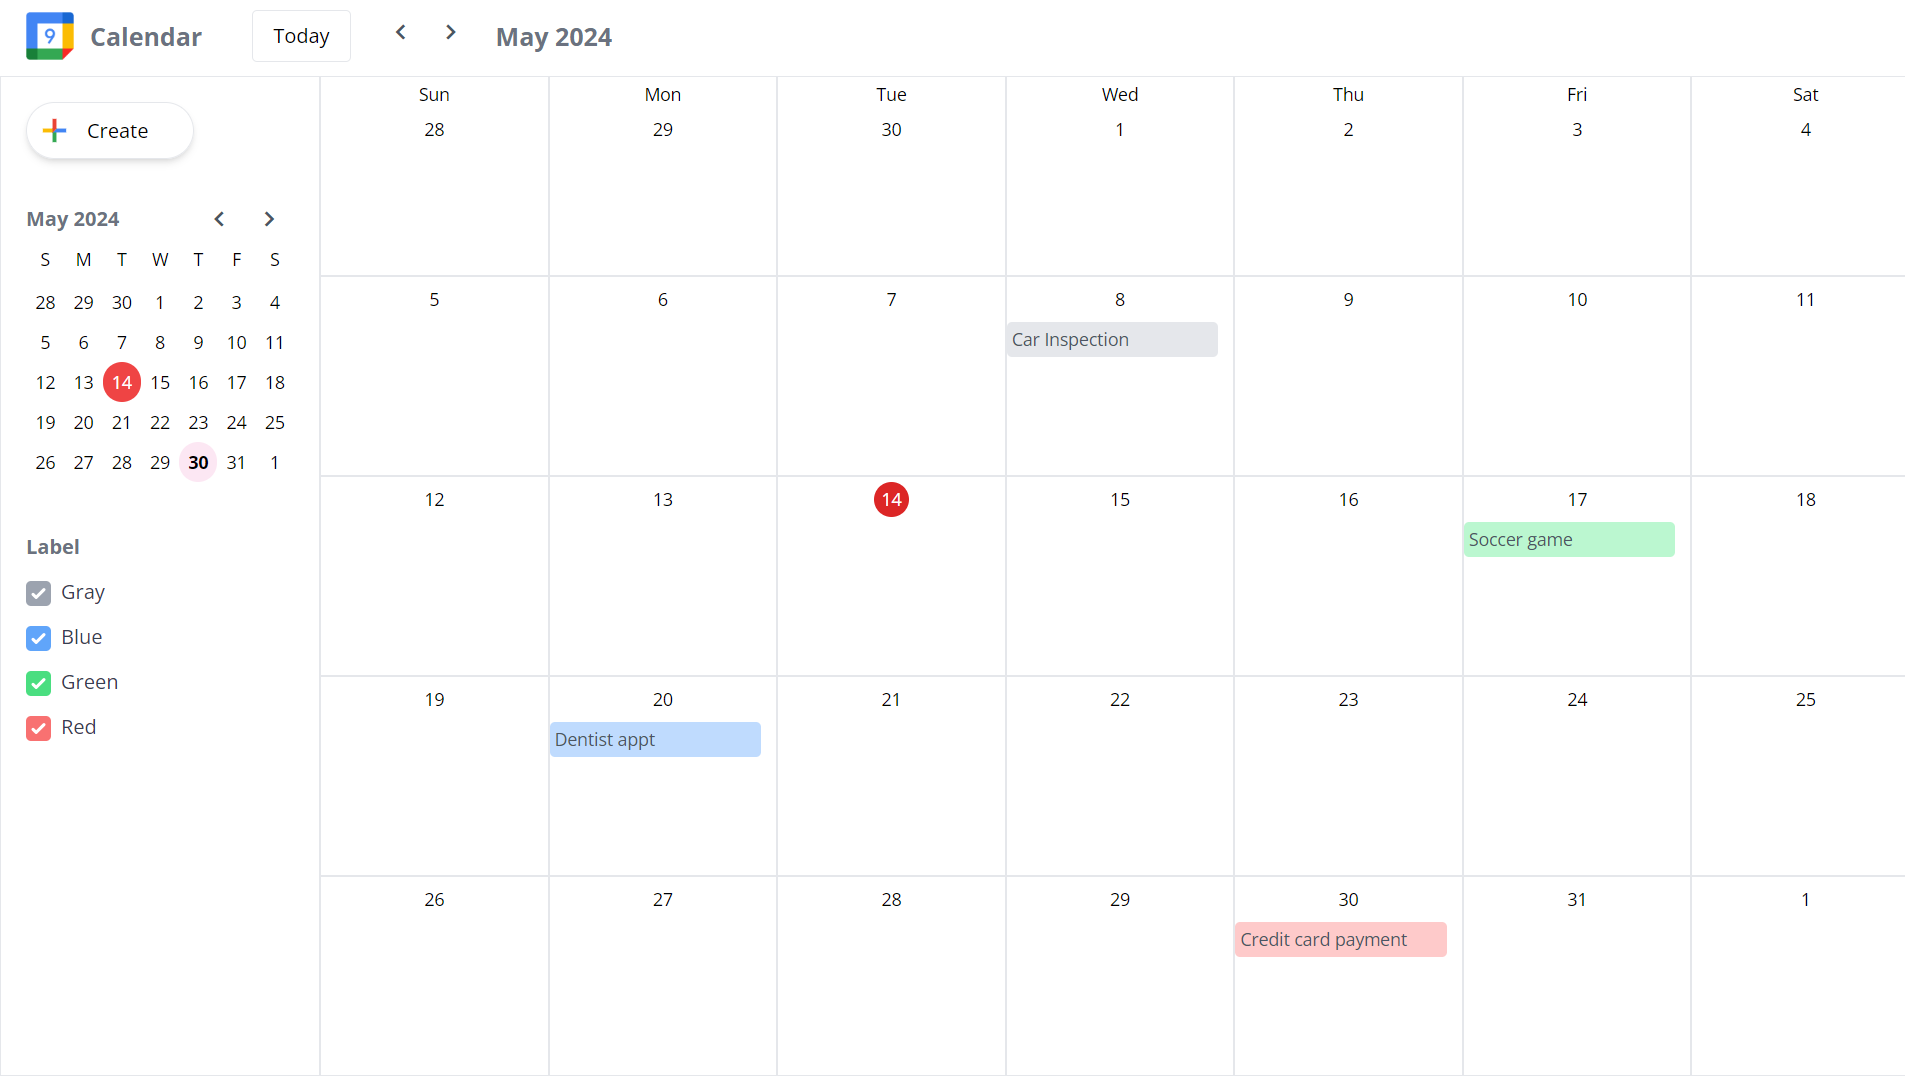 9 Calendar Today May 2024
Create
May 2024
S M T W T F S
28 29 30 1 2 3 4
5 6 7 8 9 10 11
12 13 14 15 16 17 18
19 20 21 22 23 24 25
26 27 28 29 30 31 1
Label
Gray
Blue
Green
Red
Sun Mon Tue Wed Thu Fri Sat
28 29 30 1 2 3 4
5 6 7 8 9 10 11
Car Inspection
12 13 14 15 16 17 18
Soccer game
19 20 21 22 23 24 25
Dentist appt
26 27 28 29 30 31 1
Credit card payment